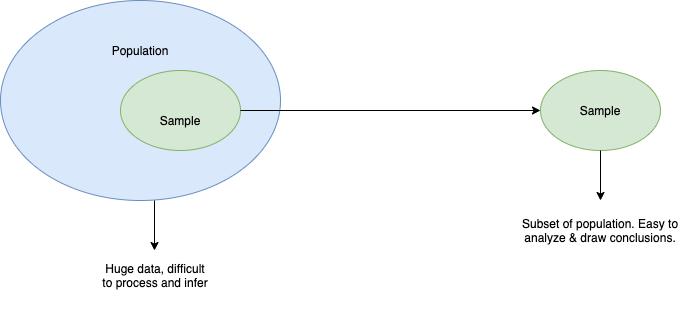 Population
Sample
Sample
Subset of population. Easy to
analyze & draw conclusions.
Huge data, difficult
to process and infer